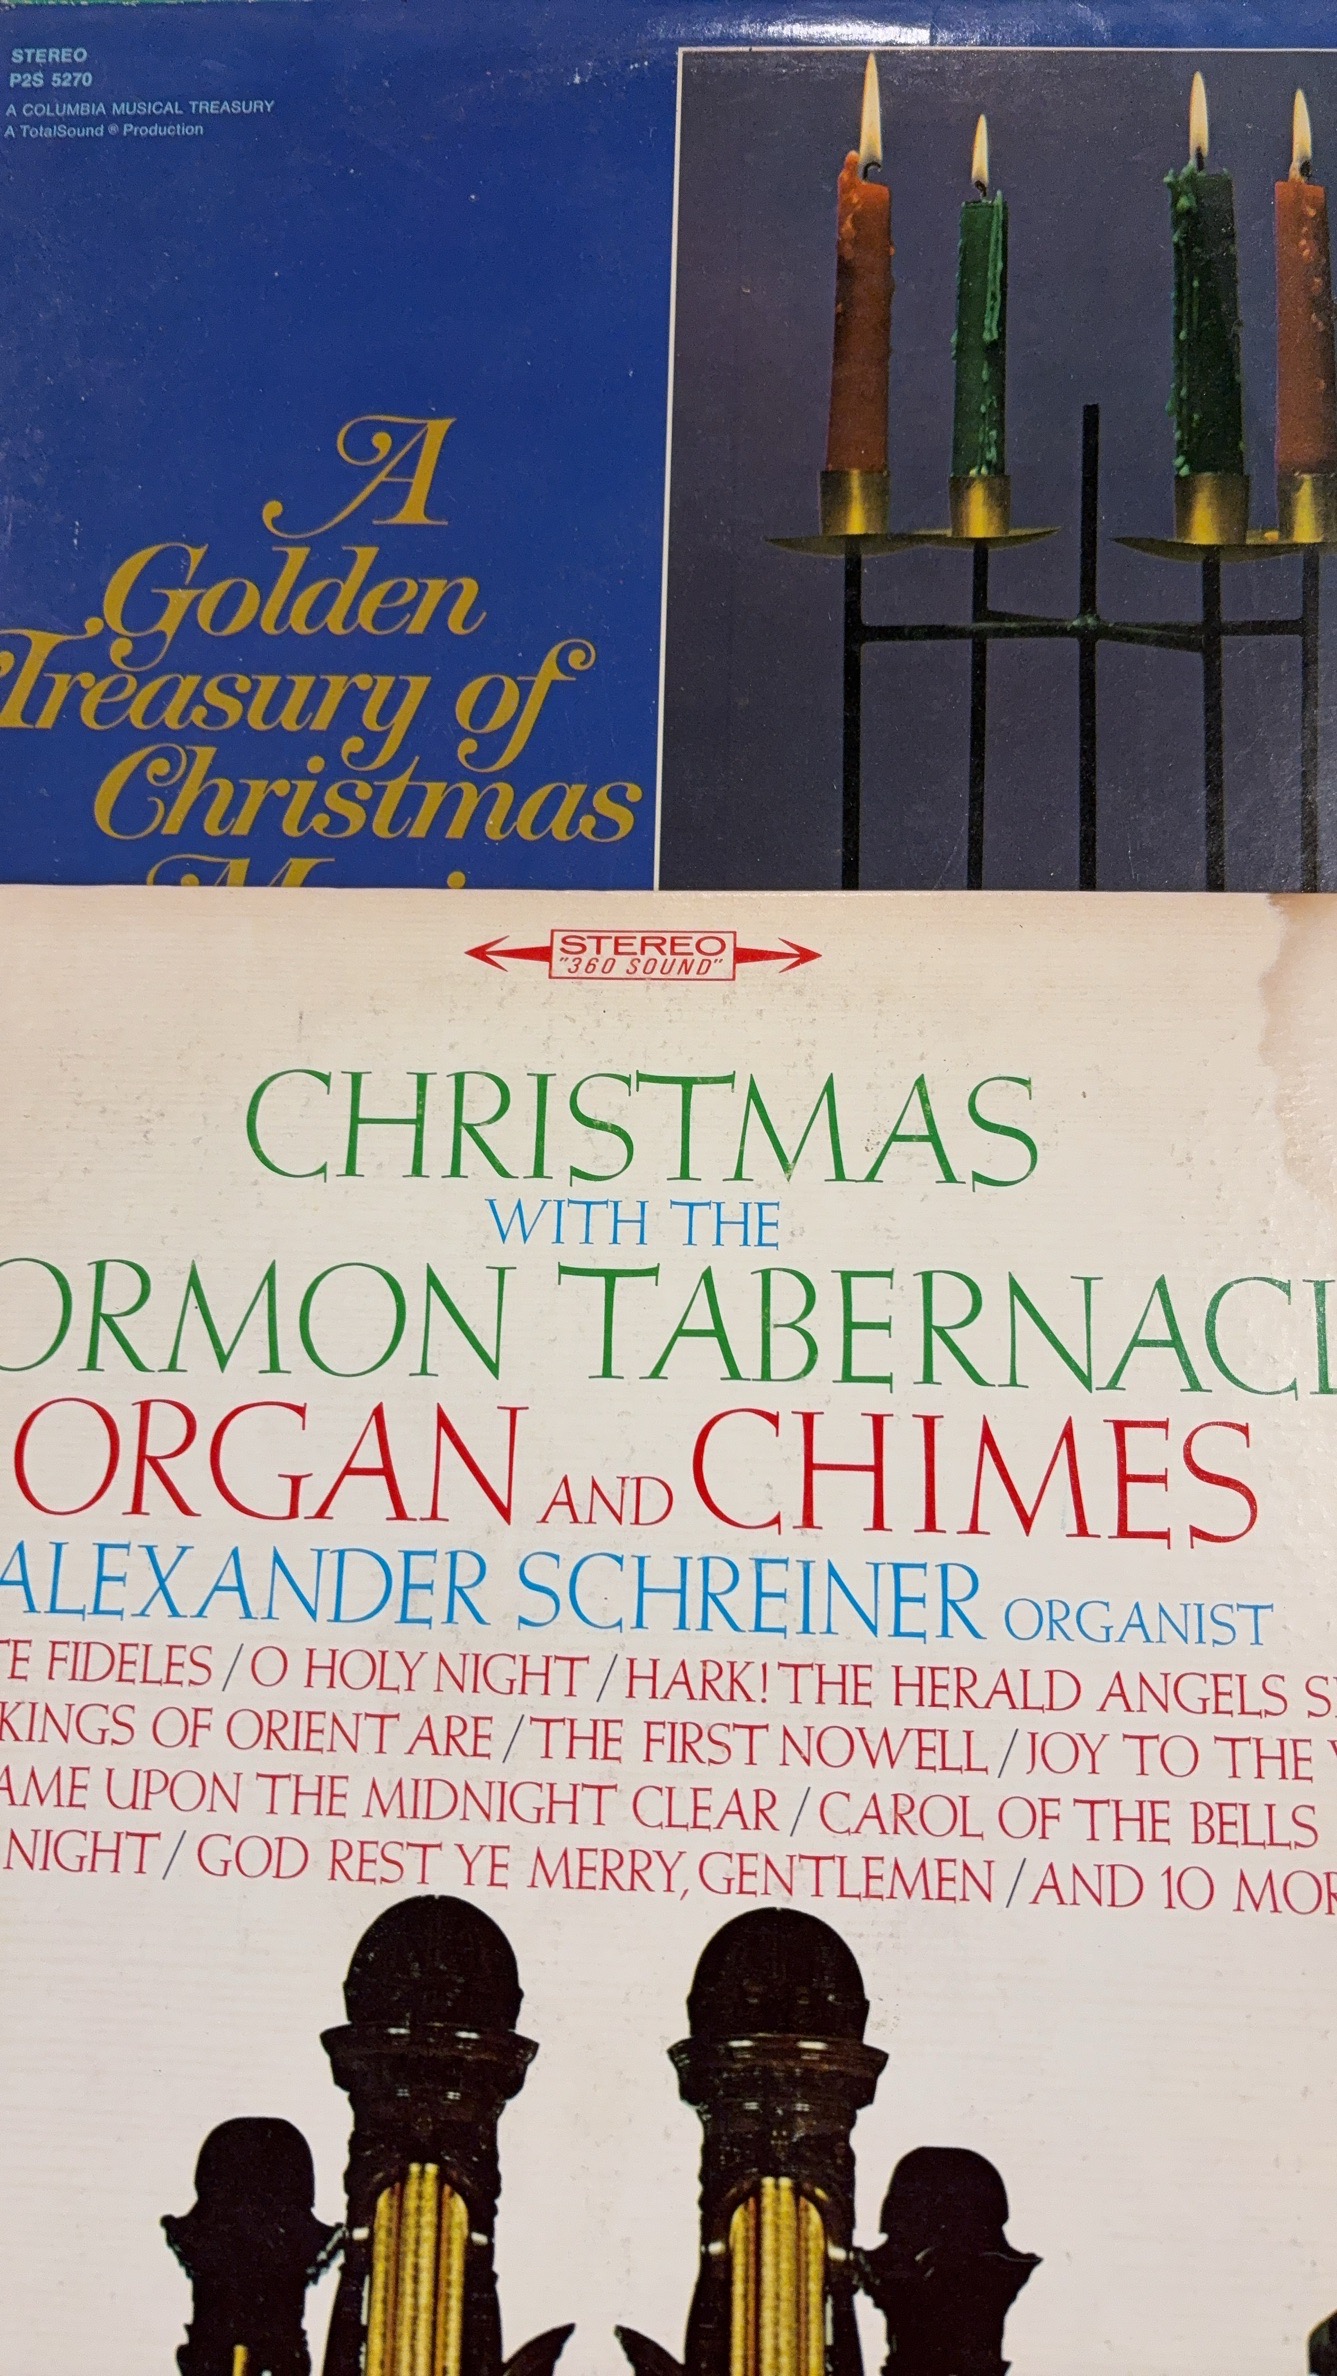 STEREO
P2S 5270
A COLUMBIA MUSICAL TREASURY
A TotalSound ® Production
A
Golden
Treasury of
Christmas
STEREO
"360 SOUND"
CHRISTMAS
WITH THE
ORMON TABERNACL
ORGAN AND CHIMES
ALEXANDER SCHREINER ORGANIST
TE FIDELES / O HOLY NIGHT / HARK! THE HERALD ANGELS S
KINGS OF ORIENT ARE / THE FIRST NOWELL / JOY TO THE
AME UPON THE MIDNIGHT CLEAR / CAROL OF THE BELLS
NIGHT / GOD REST YE MERRY, GENTLEMEN / AND 10 MOR